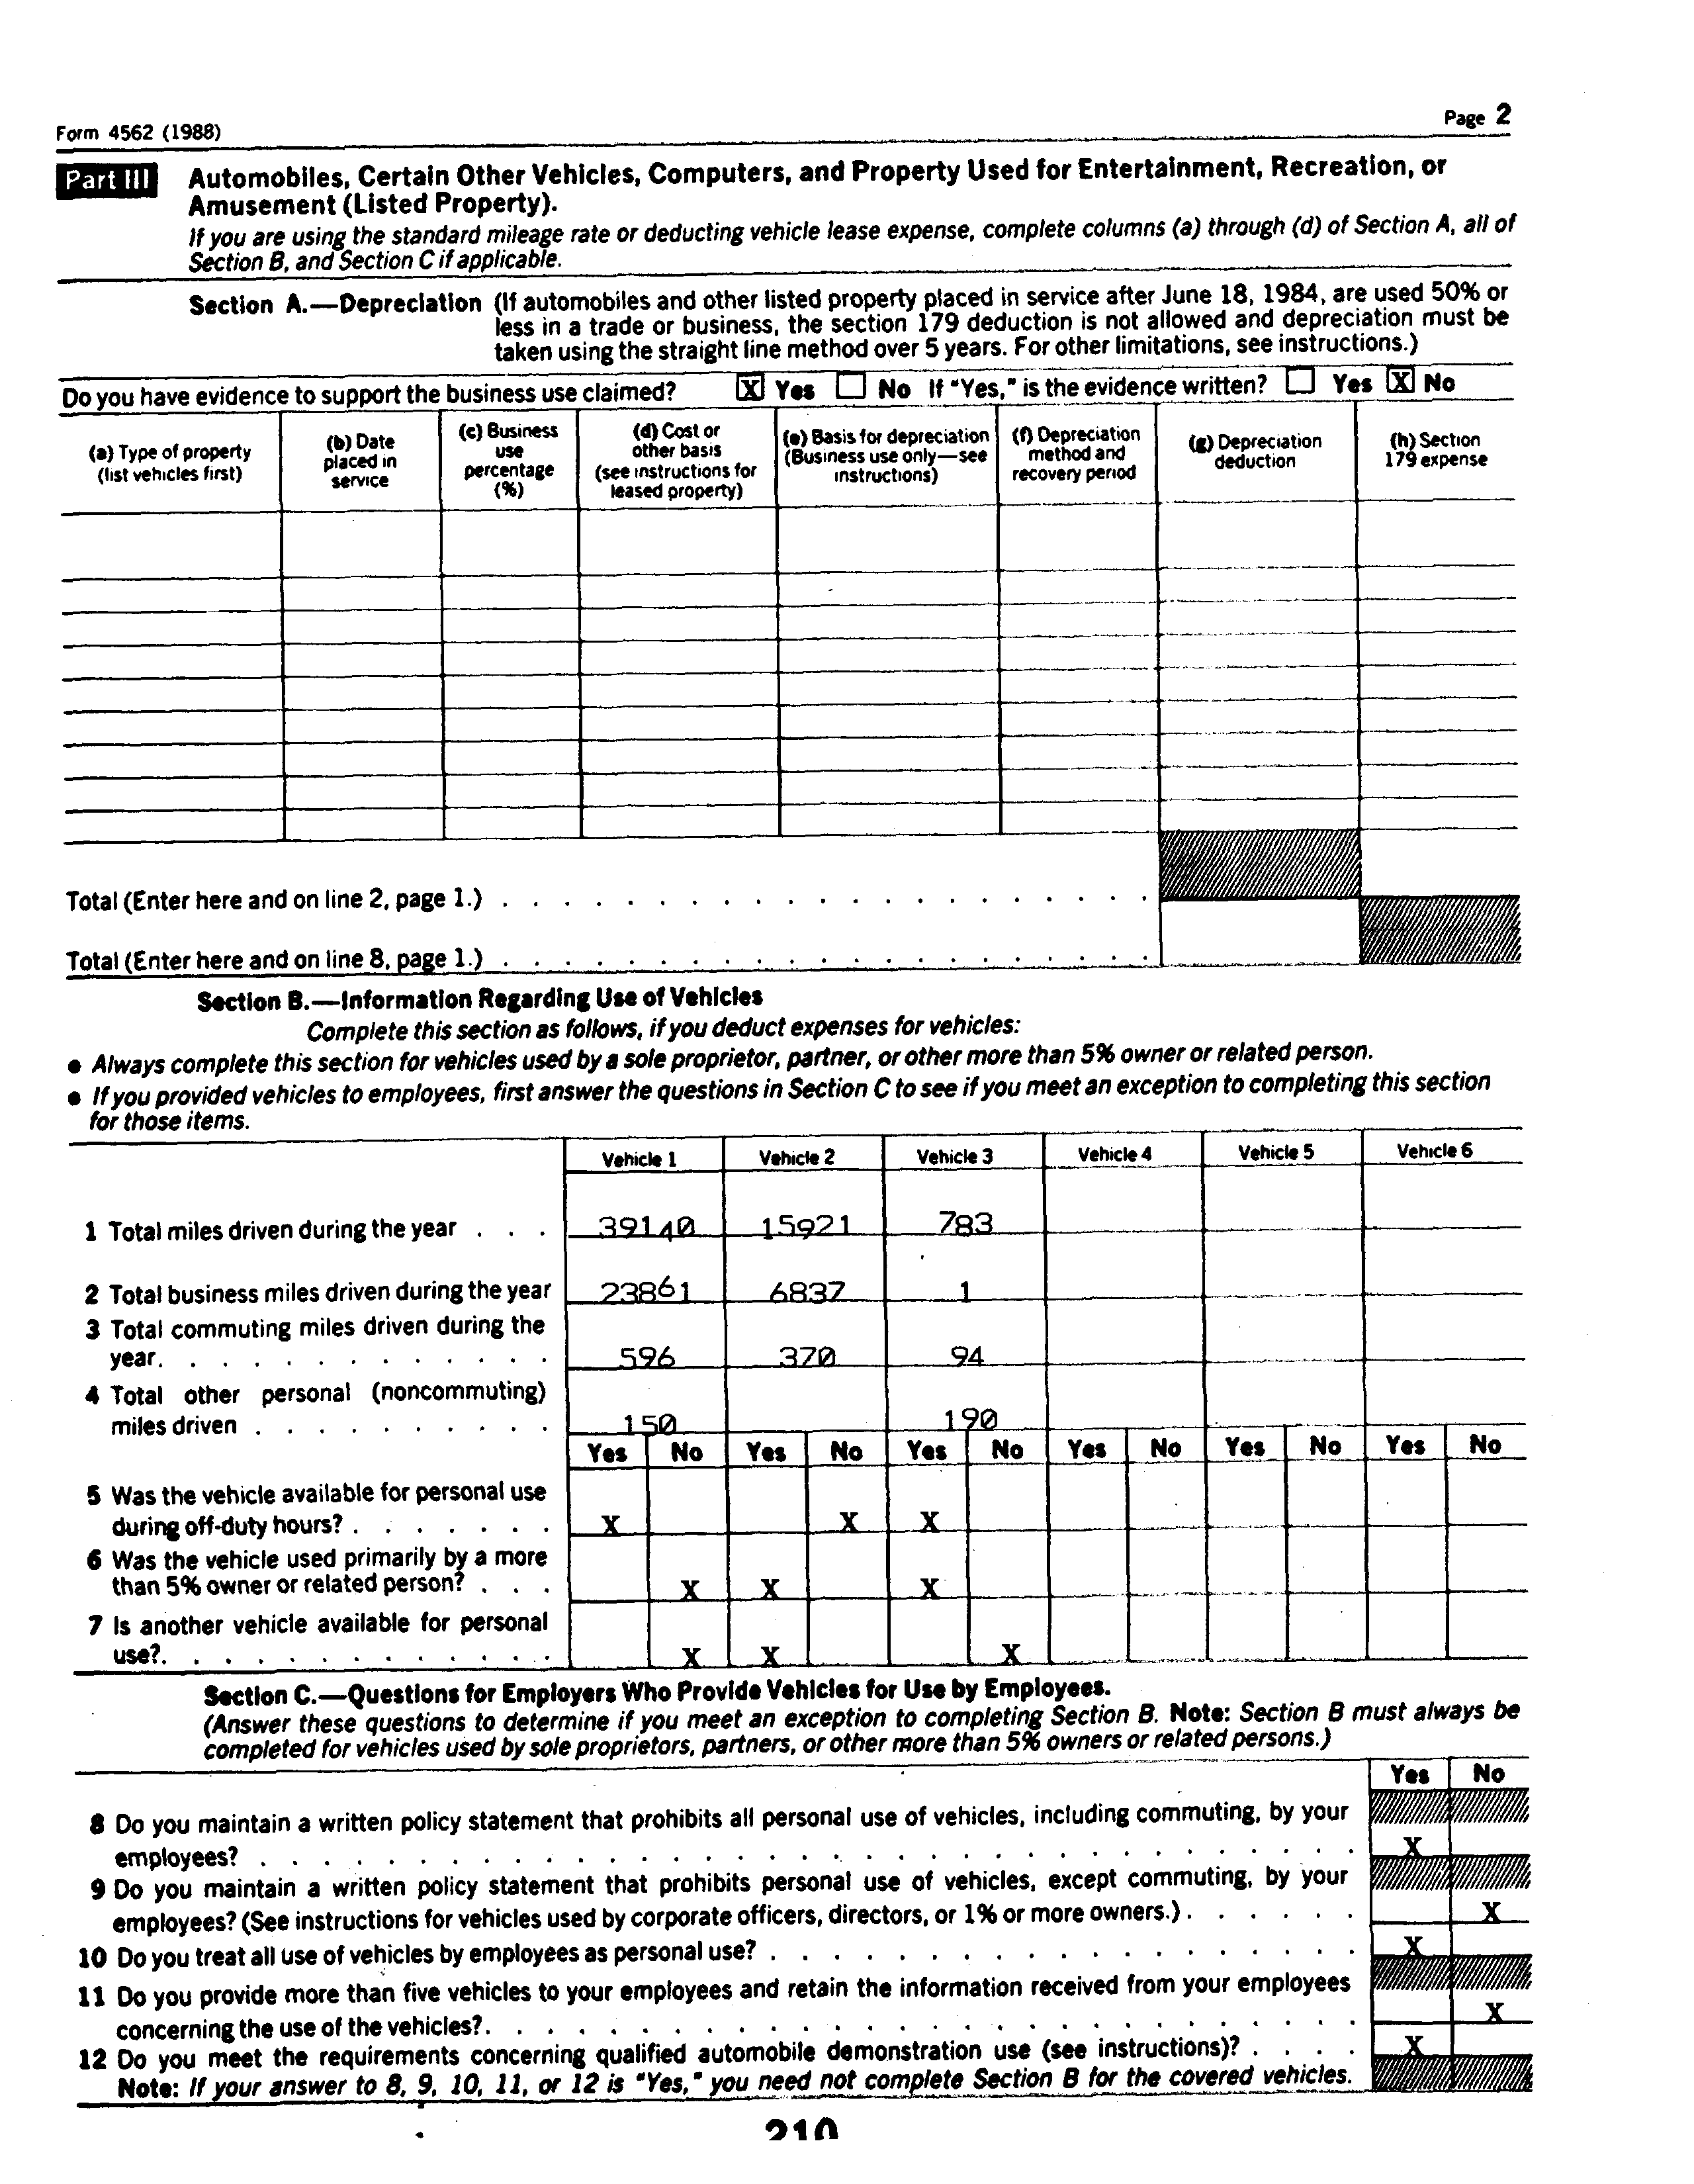 Form 4562 (1988)
Page 2
Part III
Automobiles, Certain Other Vehicles, Computers, and Property Used for Entertainment, Recreation, or
Amusement (Listed Property).
If you are using the standard mileage rate or deducting vehicle lease expense, complete columns (a) through (d) of Section A, all of
Section B, and Section C if applicable.
Section A.—Depreciation (If automobiles and other listed property placed in service after June 18, 1984, are used 50% or
less in a trade or business, the section 179 deduction is not allowed and depreciation must be
taken using the straight line method over 5 years. For other limitations, see instructions.)
Do you have evidence to support the business use claimed? X Yes No If "Yes," is the evidence written? Yes X No
(a) Type of property
(list vehicles first)
(b) Date
placed in
service
(c) Business
use
percentage
(%)
(d) Cost or
other basis
(see instructions for
leased property)
(e) Basis for depreciation
(Business use only—see
instructions)
(f) Depreciation
method and
recovery period
(g) Depreciation
deduction
(h) Section
179 expense
Total (Enter here and on line 2, page 1.) . . . . . . . . . . . . . . . . . . . . .
Total (Enter here and on line 8, page 1.) . . . . . . . . . . . . . . . . . . . . .
Section B.—Information Regarding Use of Vehicles
Complete this section as follows, if you deduct expenses for vehicles:
● Always complete this section for vehicles used by a sole proprietor, partner, or other more than 5% owner or related person.
● If you provided vehicles to employees, first answer the questions in Section C to see if you meet an exception to completing this section
for those items.
Vehicle 1 Vehicle 2 Vehicle 3 Vehicle 4 Vehicle 5 Vehicle 6
1 Total miles driven during the year . . . 39140 15921 783
2 Total business miles driven during the year 23861 6837 1
3 Total commuting miles driven during the
year. . . . . . . . . . . . . 596 370 94
4 Total other personal (noncommuting)
miles driven . . . . . . . . . . 150 190
Yes No Yes No Yes No Yes No Yes No Yes No
5 Was the vehicle available for personal use
during off-duty hours? . . . . . . . X X X
6 Was the vehicle used primarily by a more
than 5% owner or related person? . . . X X X
7 Is another vehicle available for personal
use?. . . . . . . . . . . . . X X X
Section C.—Questions for Employers Who Provide Vehicles for Use by Employees.
(Answer these questions to determine if you meet an exception to completing Section B. Note: Section B must always be
completed for vehicles used by sole proprietors, partners, or other more than 5% owners or related persons.)
Yes No
8 Do you maintain a written policy statement that prohibits all personal use of vehicles, including commuting, by your
employees? . . . . . . . . . . . . . . . . . . . . . . . . . . . . . . . . . . . X
9 Do you maintain a written policy statement that prohibits personal use of vehicles, except commuting, by your
employees? (See instructions for vehicles used by corporate officers, directors, or 1% or more owners.) . . . . . . X
10 Do you treat all use of vehicles by employees as personal use? . . . . . . . . . . . . . . . . . . . X
11 Do you provide more than five vehicles to your employees and retain the information received from your employees
concerning the use of the vehicles?. . . . . . . . . . . . . . . . . . . . . . . . . . . . X
12 Do you meet the requirements concerning qualified automobile demonstration use (see instructions)? . . . . X
Note: If your answer to 8, 9, 10, 11, or 12 is "Yes," you need not complete Section B for the covered vehicles.
210